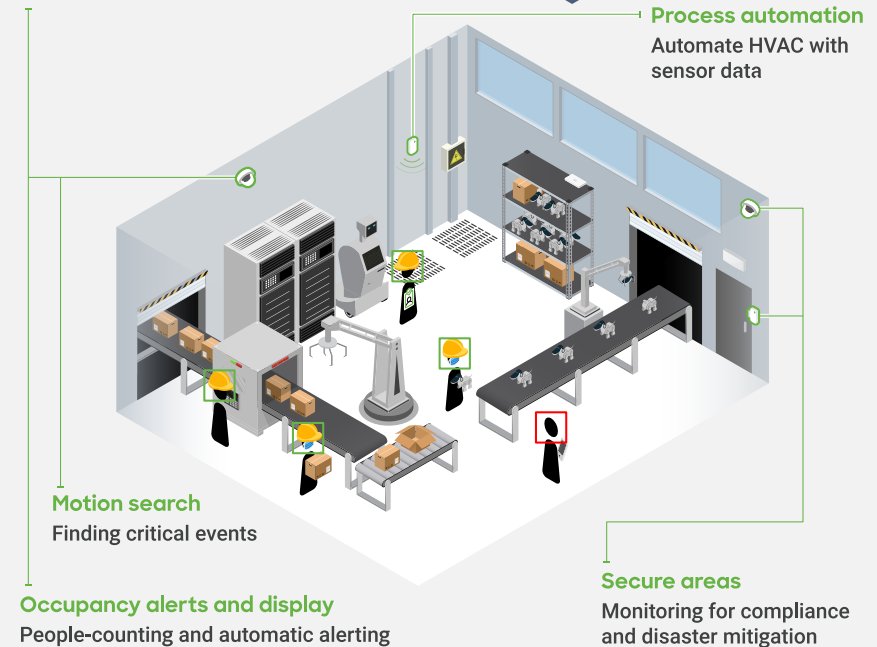 Process automation
Automate HVAC with
sensor data
Motion search
Finding critical events
Occupancy alerts and display
People-counting and automatic alerting
Secure areas
Monitoring for compliance
and disaster mitigation